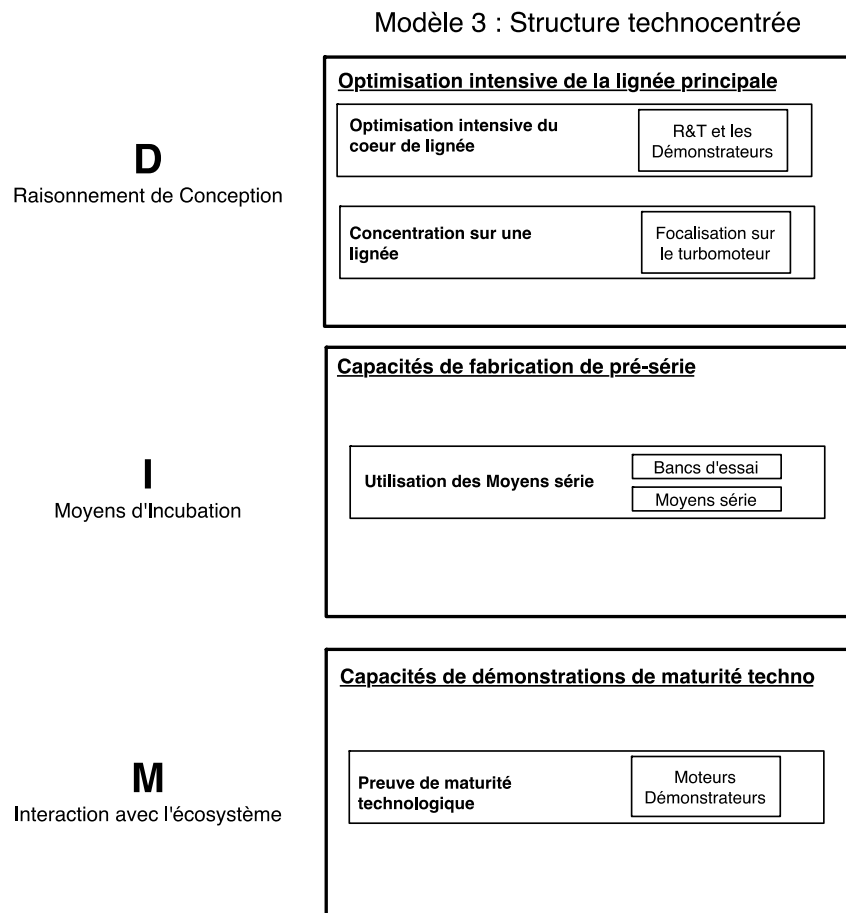 Modèle 3 : Structure technocentrée
D
Raisonnement de Conception
Optimisation intensive de la lignée principale
Optimisation intensive du
coeur de lignée
R&T et les
Démonstrateurs
Concentration sur une
lignée
Focalisation sur
le turbomoteur
I
Moyens d'Incubation
Capacités de fabrication de pré-série
Utilisation des Moyens série
Bancs d'essai
Moyens série
M
Interaction avec l'écosystème
Capacités de démonstrations de maturité techno
Preuve de maturité
technologique
Moteurs
Démonstrateurs